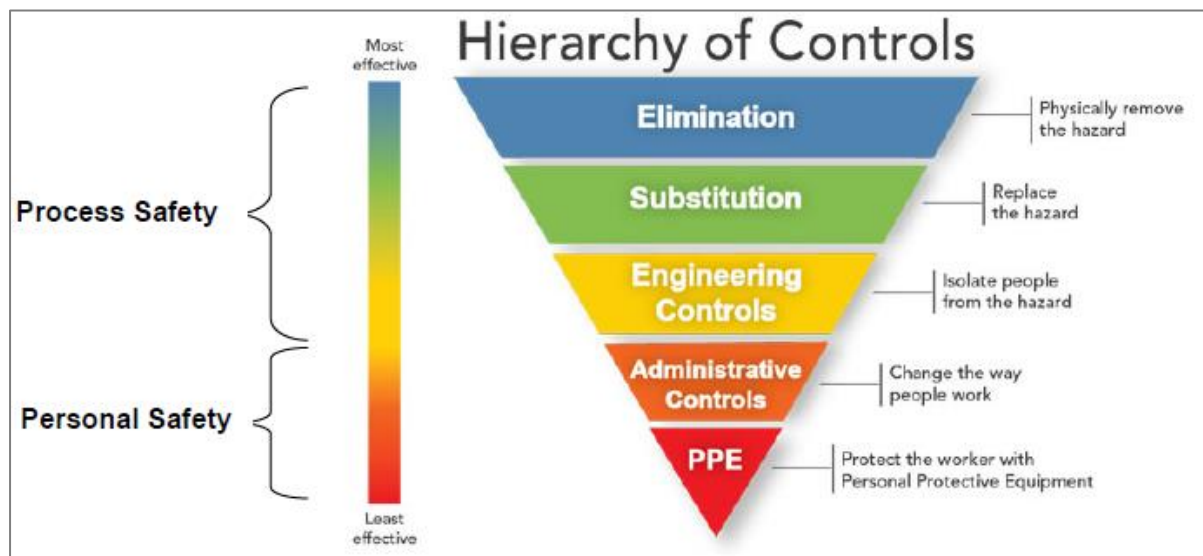 Hierarchy of Controls
Most
effective
Elimination
Physically remove
the hazard
Substitution
Replace
the hazard
Process Safety
Engineering
Controls
Isolate people
from the hazard
Administrative
Controls
Change the way
people work
Personal Safety
PPE
Protect the worker with
Personal Protective Equipment
Least
effective